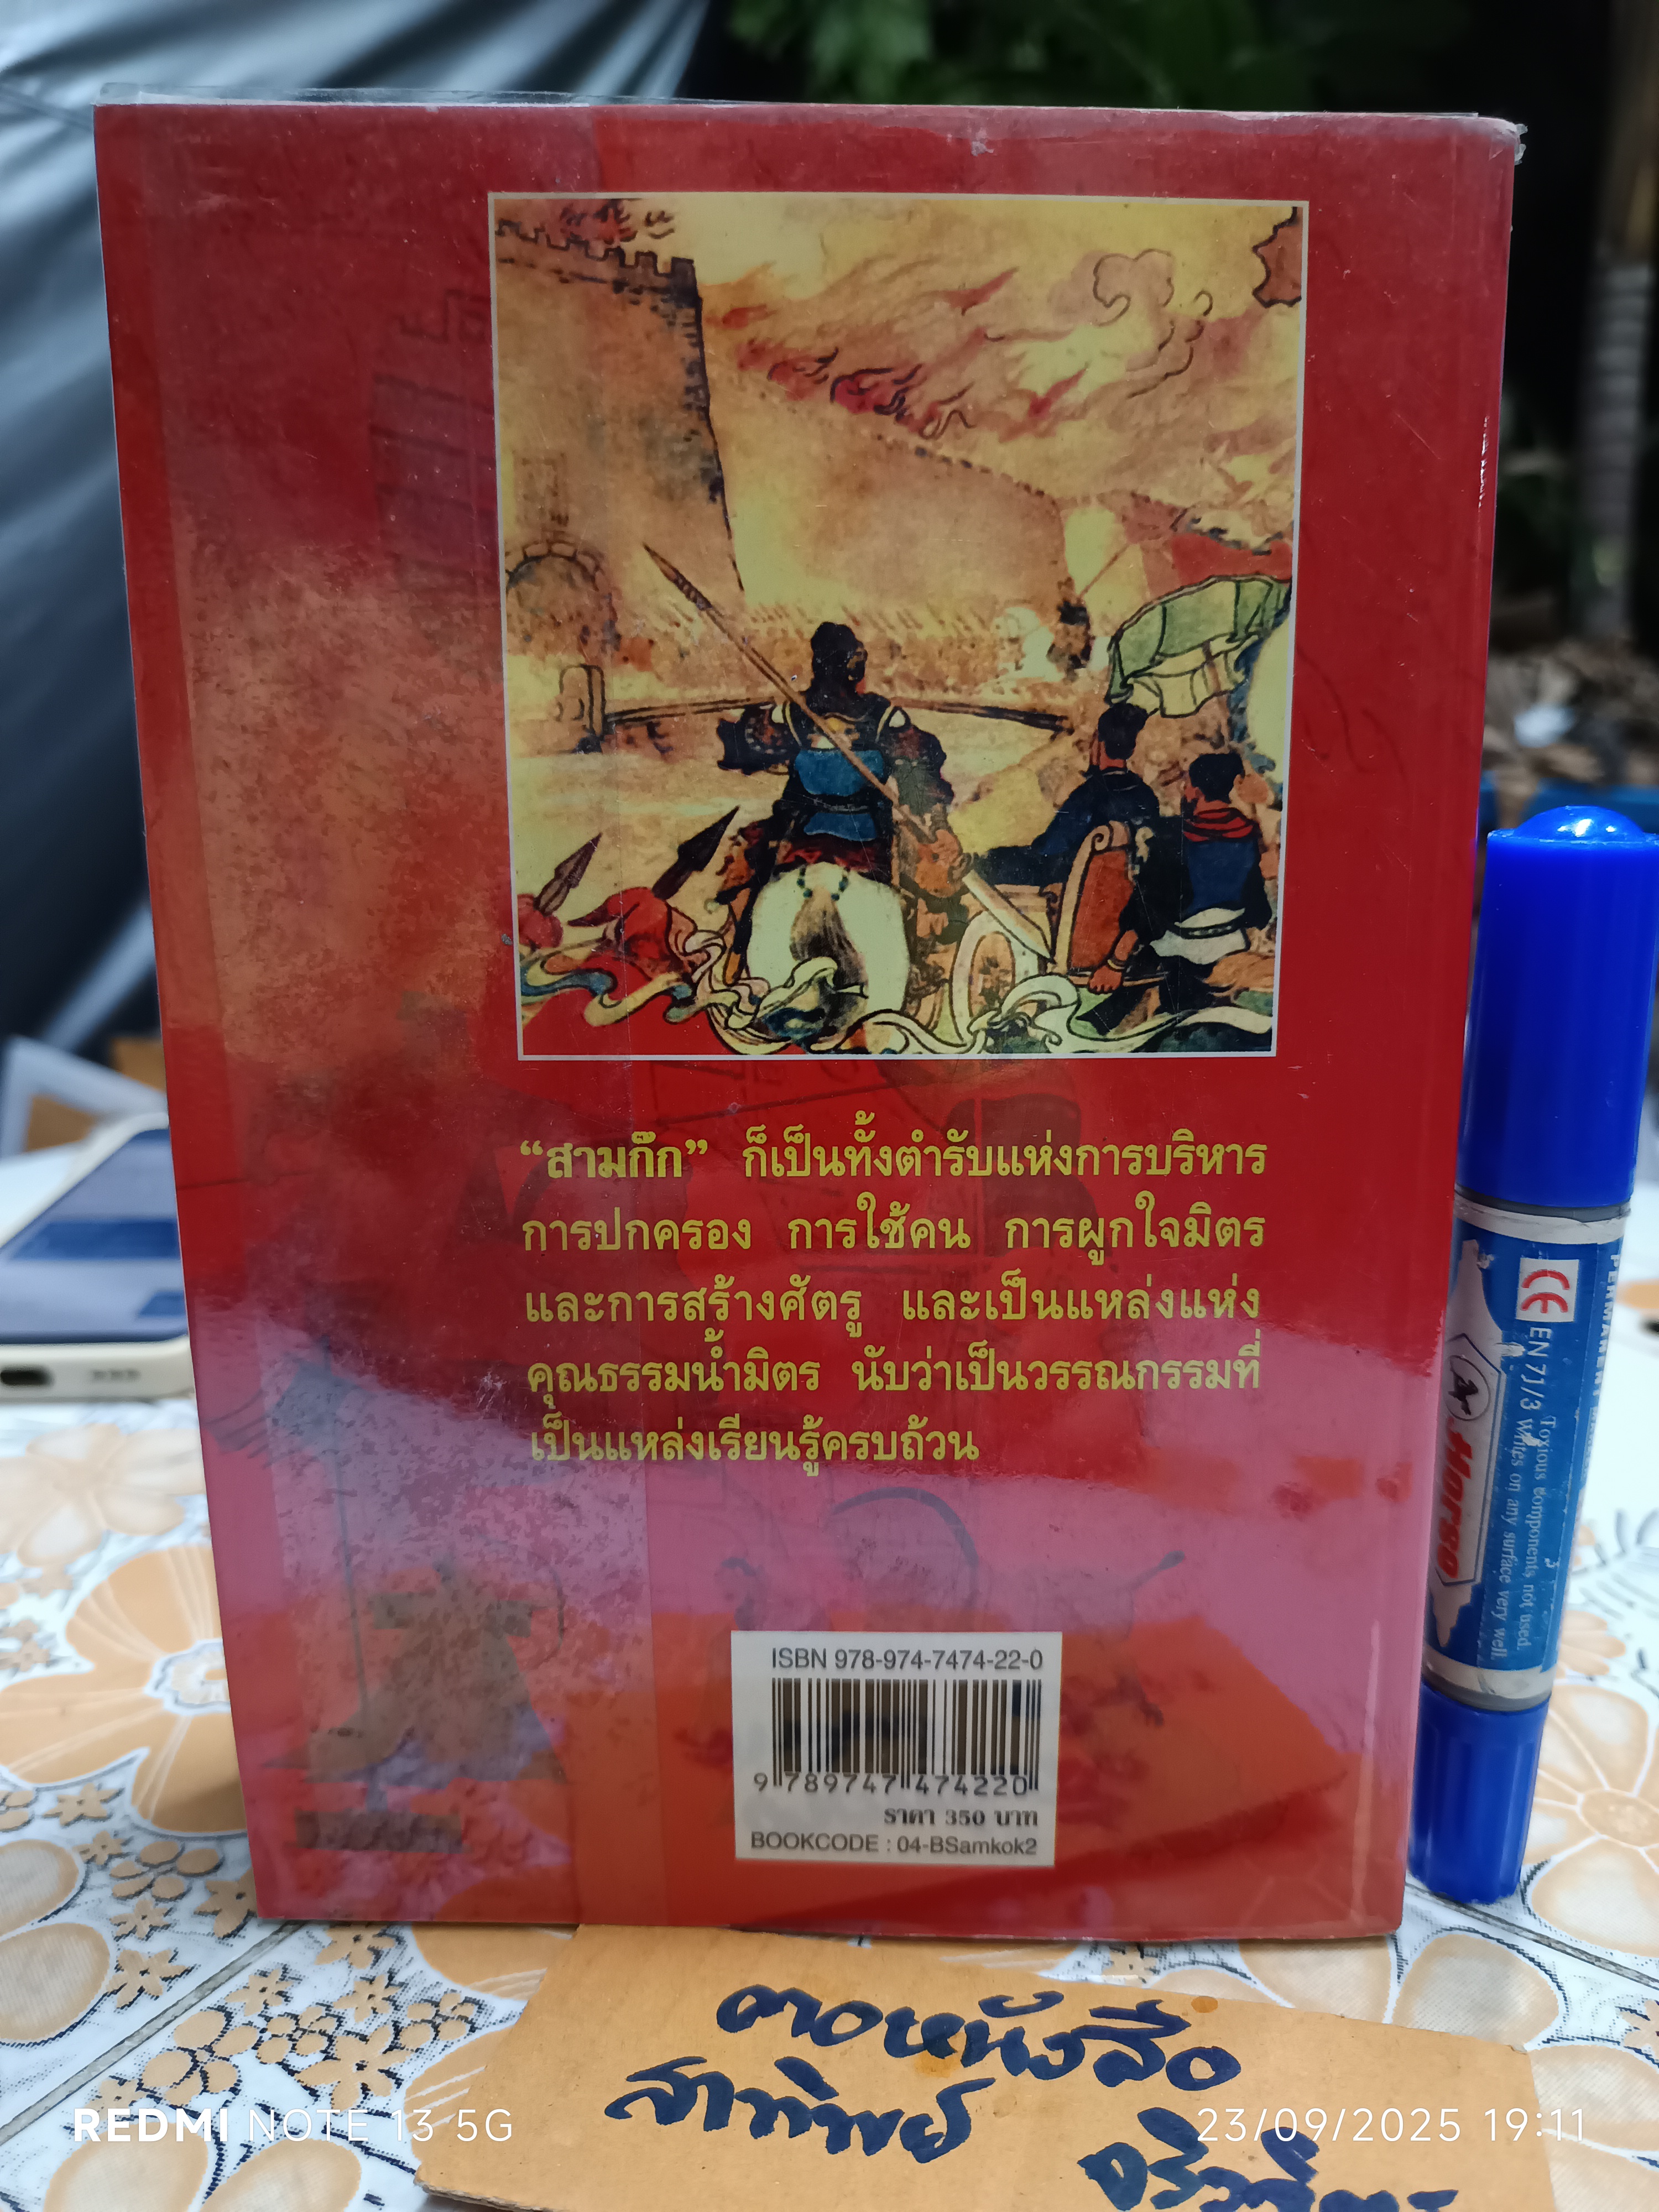 “สามก๊ก” ก็เป็นทั้งตำรับแห่งการบริหาร
การปกครอง การใช้คน การผูกใจมิตร
และการสร้างศัตรู และเป็นแหล่งแห่ง
คุณธรรมน้ำมิตร นับว่าเป็นวรรณกรรมที่
เป็นแหล่งเรียนรู้ครบถ้วน
ISBN 978-974-7474-22-0
9 789747 474220
ราคา 350 บาท
BOOKCODE : 04-BSamkok2
CE EN 71/3
Toxious components not used.
Writes on any surface very well.
Horse
PERMANENT
REDMI NOTE 13 5G
23/09/2025 19:11